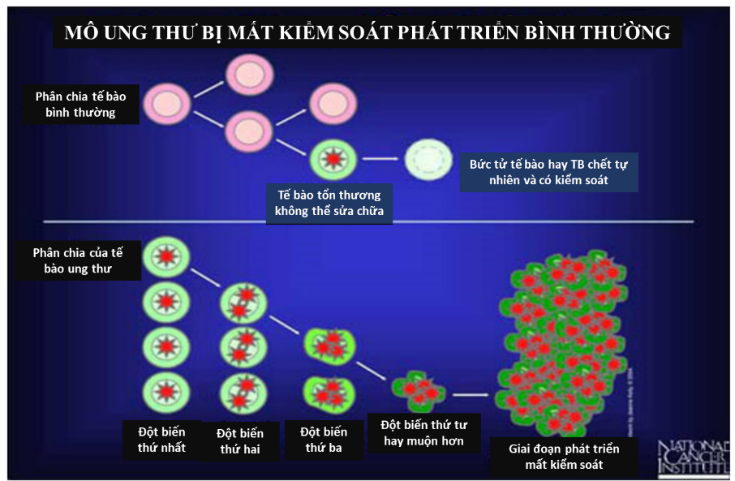 MÔ UNG THƯ BỊ MẤT KIỂM SOÁT PHÁT TRIỂN BÌNH THƯỜNG
Phân chia tế bào
bình thường
Bức tử tế bào hay TB chết tự
nhiên và có kiểm soát
Tế bào tổn thương
không thể sửa chữa
Phân chia của tế
bào ung thư
Đột biến
thứ nhất
Đột biến
thứ hai
Đột biến
thứ ba
Đột biến thứ tư
hay muộn hơn
Giai đoạn phát triển
mất kiểm soát
NATIONAL
CANCER
INSTITUTE